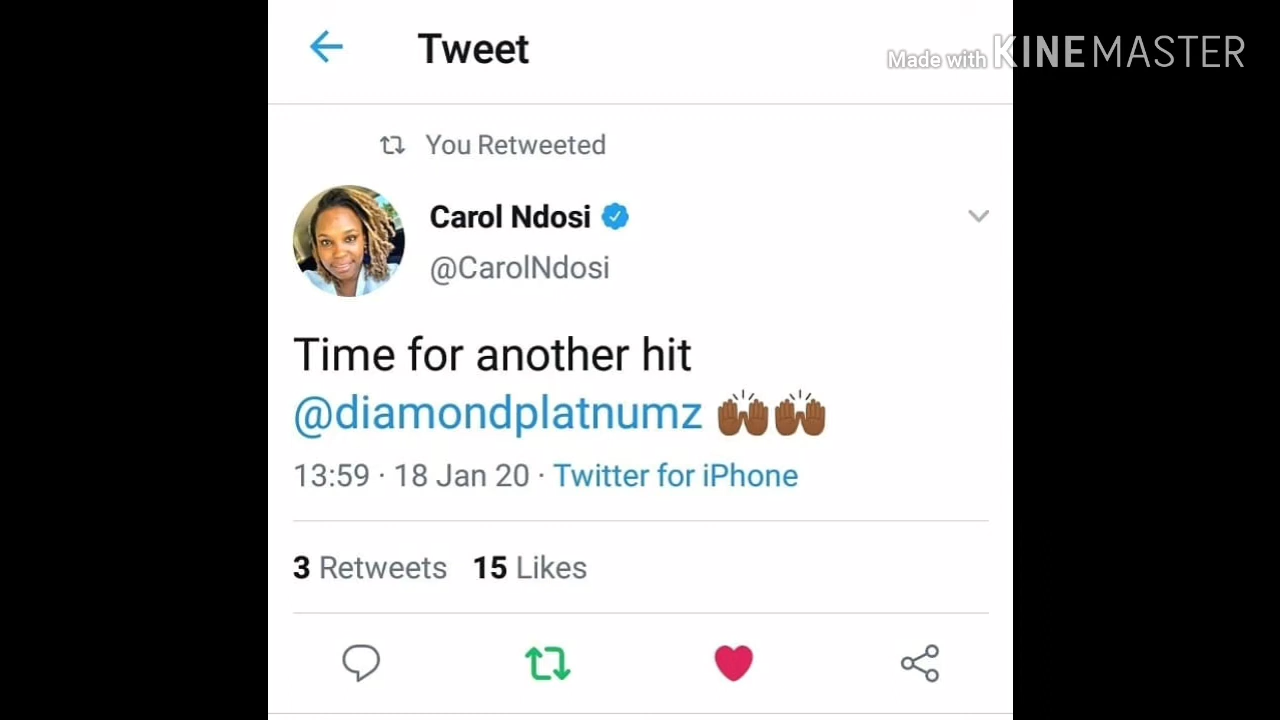 Tweet
Made with KINEMASTER
You Retweeted
Carol Ndosi
@CarolNdosi
Time for another hit
@diamondplatnumz 🙌🏾🙌🏾
13:59 · 18 Jan 20 · Twitter for iPhone
3 Retweets 15 Likes